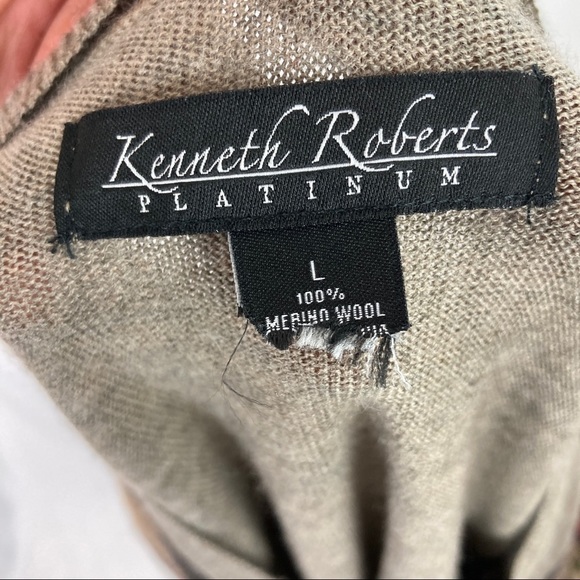 Kenneth Roberts
PLATINUM
L
100%
MERINO WOOL